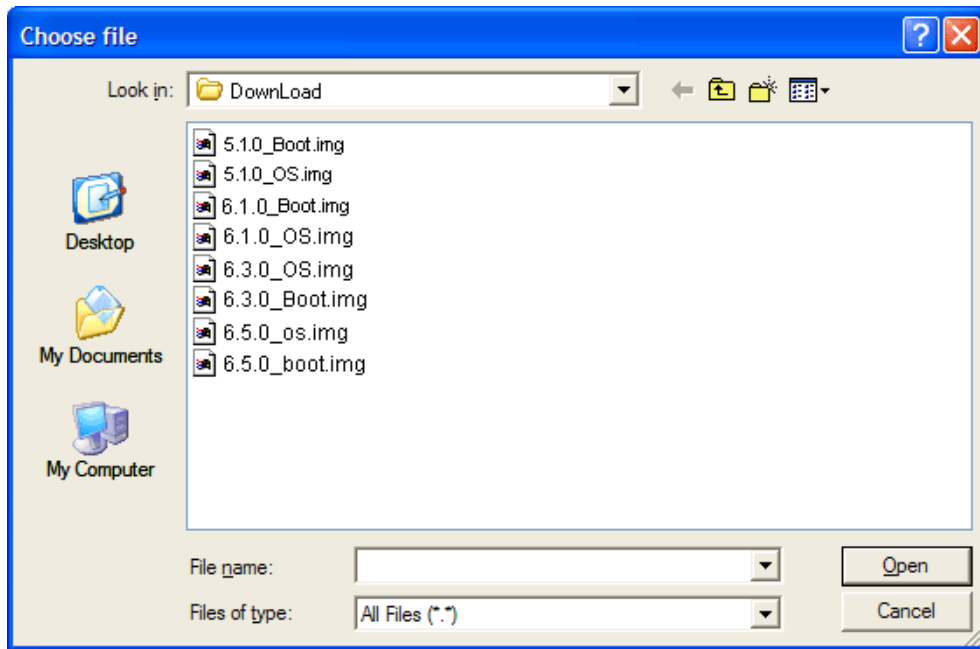 Choose file
Look in: DownLoad
5.1.0_Boot.img
5.1.0_OS.img
6.1.0_Boot.img
6.1.0_OS.img
6.3.0_OS.img
6.3.0_Boot.img
6.5.0_os.img
6.5.0_boot.img
Desktop
My Documents
My Computer
File name:
Open
Files of type: All Files (*.*)
Cancel